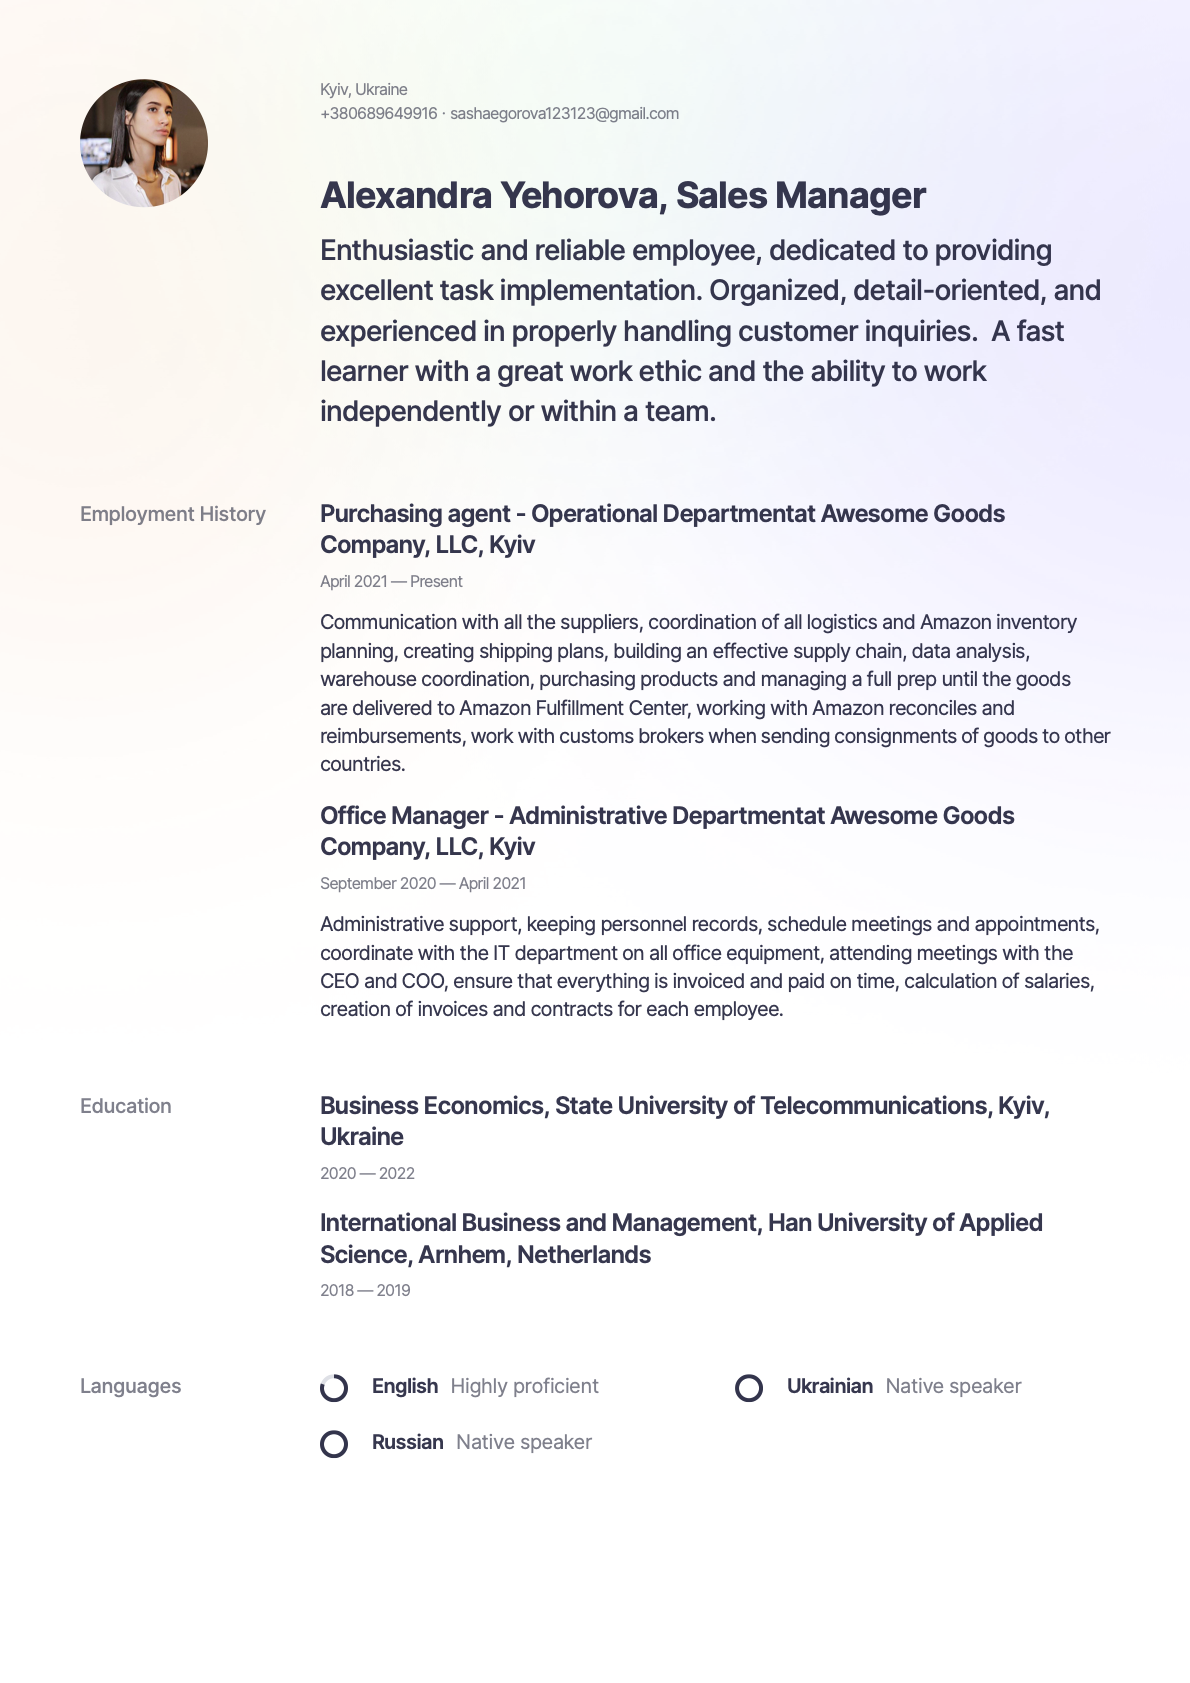 Kyiv, Ukraine
+380689649916 · sashaegorova123123@gmail.com
Alexandra Yehorova, Sales Manager
Enthusiastic and reliable employee, dedicated to providing
excellent task implementation. Organized, detail-oriented, and
experienced in properly handling customer inquiries.  A fast
learner with a great work ethic and the ability to work
independently or within a team.
Employment History
Purchasing agent - Operational Departmentat Awesome Goods
Company, LLC, Kyiv
April 2021 — Present
Communication with all the suppliers, coordination of all logistics and Amazon inventory
planning, creating shipping plans, building an effective supply chain, data analysis,
warehouse coordination, purchasing products and managing a full prep until the goods
are delivered to Amazon Fulfillment Center, working with Amazon reconciles and
reimbursements, work with customs brokers when sending consignments of goods to other
countries.
Office Manager - Administrative Departmentat Awesome Goods
Company, LLC, Kyiv
September 2020 — April 2021
Administrative support, keeping personnel records, schedule meetings and appointments,
coordinate with the IT department on all office equipment, attending meetings with the
CEO and COO, ensure that everything is invoiced and paid on time, calculation of salaries,
creation of invoices and contracts for each employee.
Education
Business Economics, State University of Telecommunications, Kyiv,
Ukraine
2020 — 2022
International Business and Management, Han University of Applied
Science, Arnhem, Netherlands
2018 — 2019
Languages
English Highly proficient
Ukrainian Native speaker
Russian Native speaker